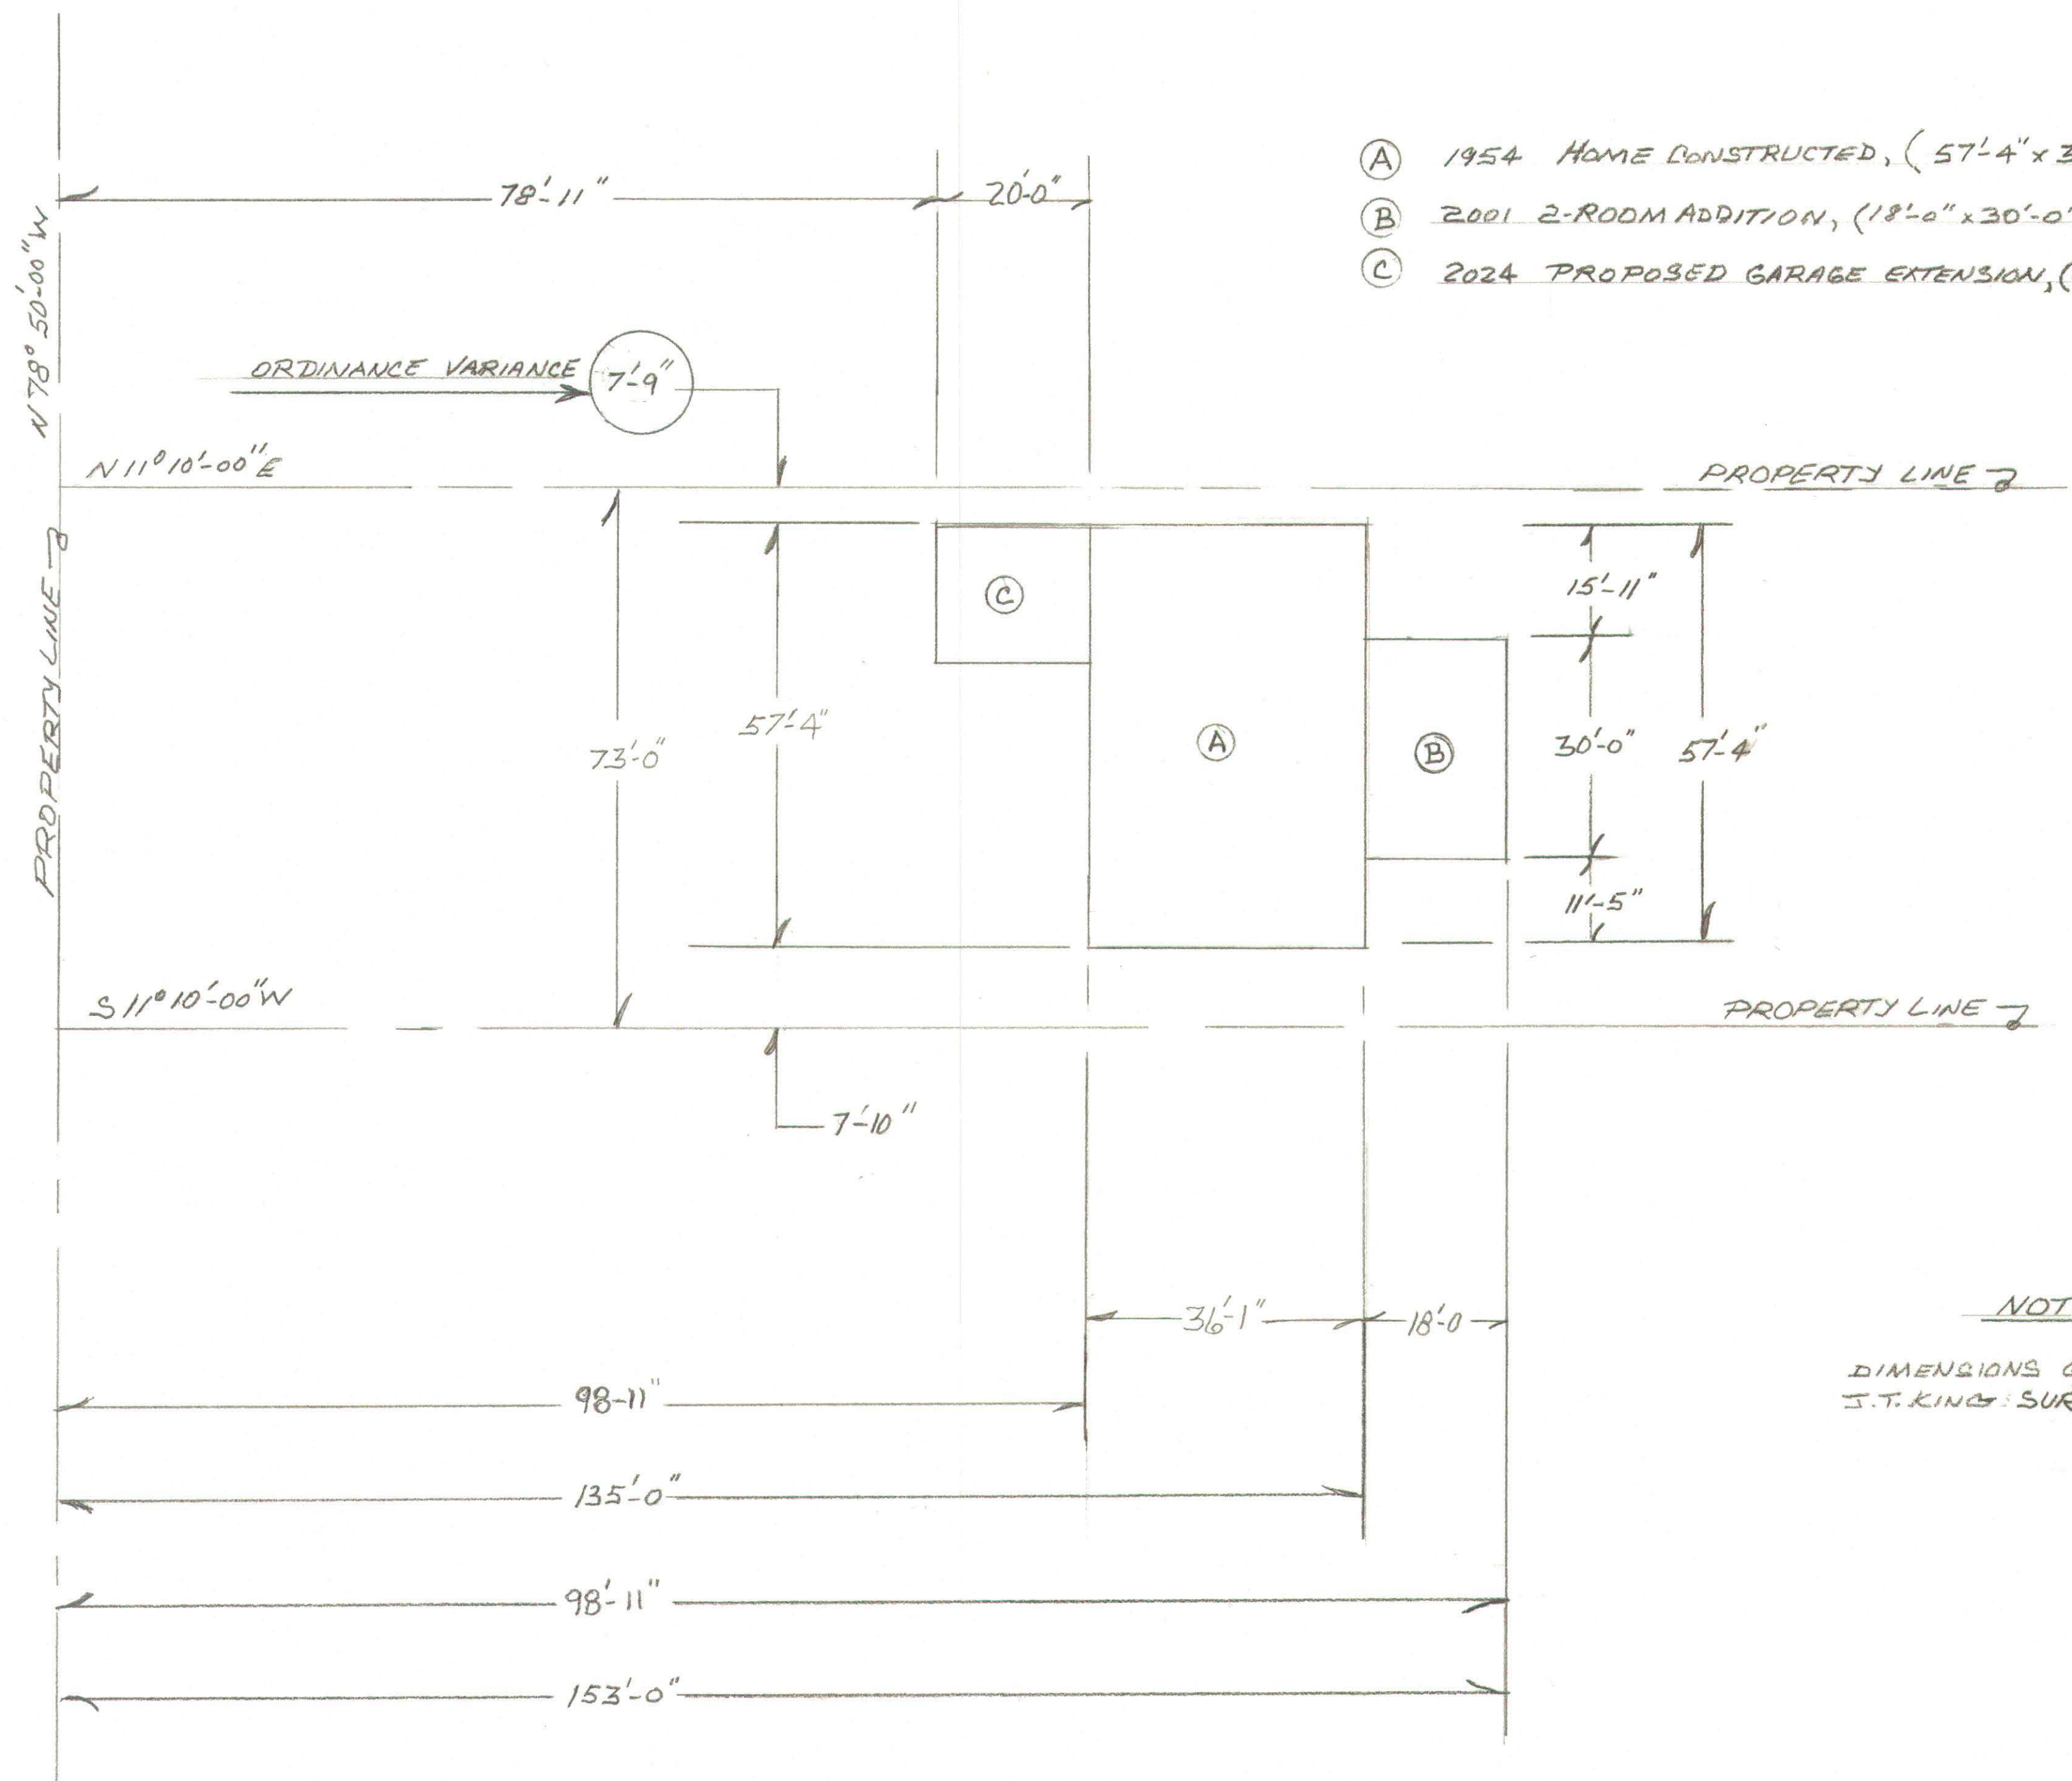 Ⓐ 1954 HOME CONSTRUCTED, (57'-4" x 3
Ⓑ 2001 2-ROOM ADDITION, (18'-0" x 30'-0"
Ⓒ 2024 PROPOSED GARAGE EXTENSION, (
78'-11"
20'-0"
N 78° 50'-00" W
ORDINANCE VARIANCE
7'-9"
N 11° 10'-00" E
PROPERTY LINE
PROPERTY LINE
Ⓒ
15'-11"
73'-0"
57'-4"
Ⓐ
Ⓑ
30'-0"
57'-4"
11'-5"
S 11° 10'-00" W
PROPERTY LINE
7'-10"
36'-1"
18'-0
NOT
DIMENSIONS
J.T. KING SUR
98-11"
135'-0"
98'-11"
153'-0"